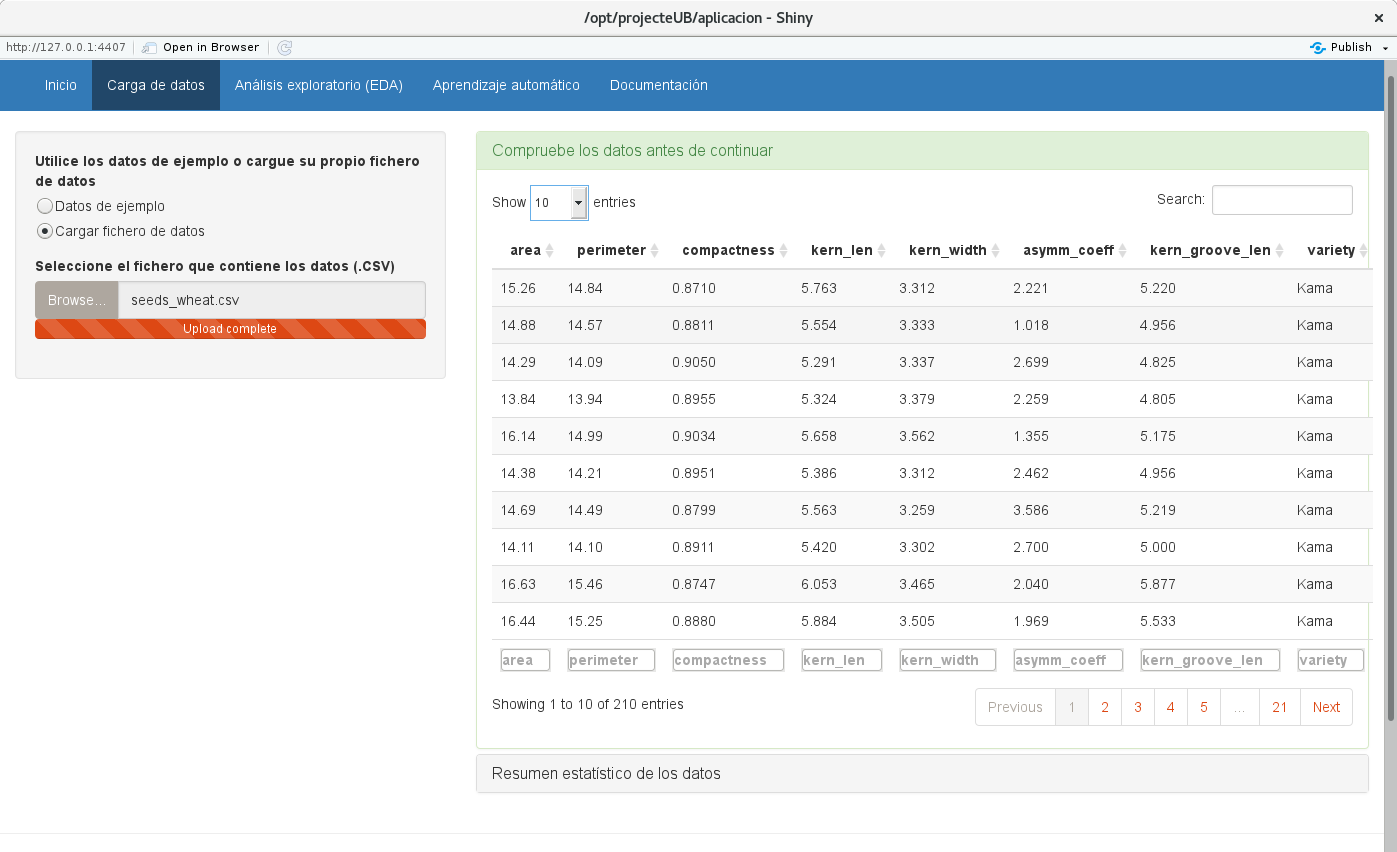 /opt/projecteUB/aplicacion - Shiny ×
http://127.0.0.1:4407 Open in Browser Publish
Inicio Carga de datos Análisis exploratorio (EDA) Aprendizaje automático Documentación
Utilice los datos de ejemplo o cargue su propio fichero
de datos
Datos de ejemplo
Cargar fichero de datos
Seleccione el fichero que contiene los datos (.CSV)
Browse... seeds_wheat.csv
Upload complete
Compruebe los datos antes de continuar
Show 10 entries Search:
area perimeter compactness kern_len kern_width asymm_coeff kern_groove_len variety
15.26 14.84 0.8710 5.763 3.312 2.221 5.220 Kama
14.88 14.57 0.8811 5.554 3.333 1.018 4.956 Kama
14.29 14.09 0.9050 5.291 3.337 2.699 4.825 Kama
13.84 13.94 0.8955 5.324 3.379 2.259 4.805 Kama
16.14 14.99 0.9034 5.658 3.562 1.355 5.175 Kama
14.38 14.21 0.8951 5.386 3.312 2.462 4.956 Kama
14.69 14.49 0.8799 5.563 3.259 3.586 5.219 Kama
14.11 14.10 0.8911 5.420 3.302 2.700 5.000 Kama
16.63 15.46 0.8747 6.053 3.465 2.040 5.877 Kama
16.44 15.25 0.8880 5.884 3.505 1.969 5.533 Kama
area perimeter compactness kern_len kern_width asymm_coeff kern_groove_len variety
Showing 1 to 10 of 210 entries Previous 1 2 3 4 5 ... 21 Next
Resumen estatístico de los datos